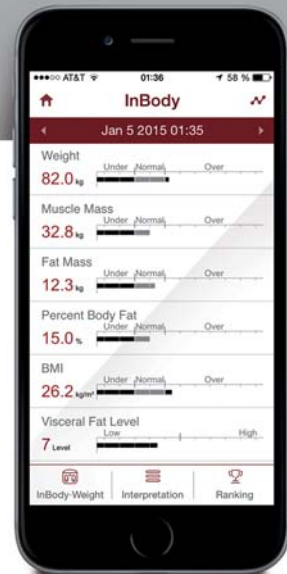 AT&T 01:36 58 %
InBody
Jan 5 2015 01:35
Weight
Under Normal Over
82.0 kg
Muscle Mass
Under Normal Over
32.8 kg
Fat Mass
Under Normal Over
12.3 kg
Percent Body Fat
Under Normal Over
15.0 %
BMI
Under Normal Over
26.2 kg/m²
Visceral Fat Level
Low High
7 Level
InBody-Weight Interpretation Ranking